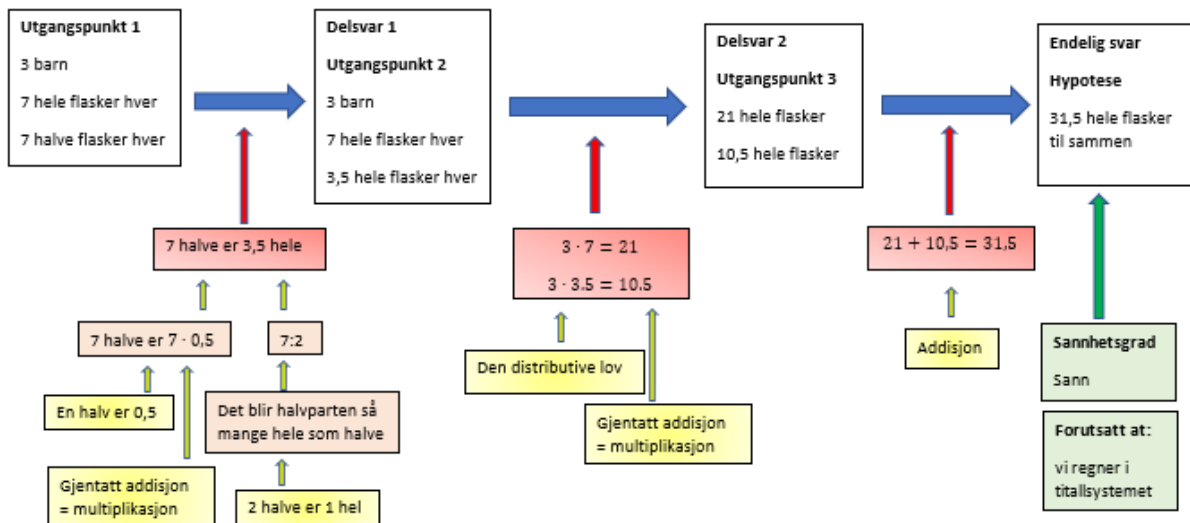 Utgangspunkt 1
3 barn
7 hele flasker hver
7 halve flasker hver
Delsvar 1
Utgangspunkt 2
3 barn
7 hele flasker hver
3,5 hele flasker hver
Delsvar 2
Utgangspunkt 3
21 hele flasker
10,5 hele flasker
Endelig svar
Hypotese
31,5 hele flasker
til sammen
7 halve er 3,5 hele
3 · 7 = 21
3 · 3.5 = 10.5
21 + 10,5 = 31,5
7 halve er 7 · 0,5
7:2
Den distributive lov
Addisjon
Sannhetsgrad
Sann
En halv er 0,5
Det blir halvparten så
mange hele som halve
Gjentatt addisjon
= multiplikasjon
Forutsatt at:
vi regner i
titallsystemet
Gjentatt addisjon
= multiplikasjon
2 halve er 1 hel